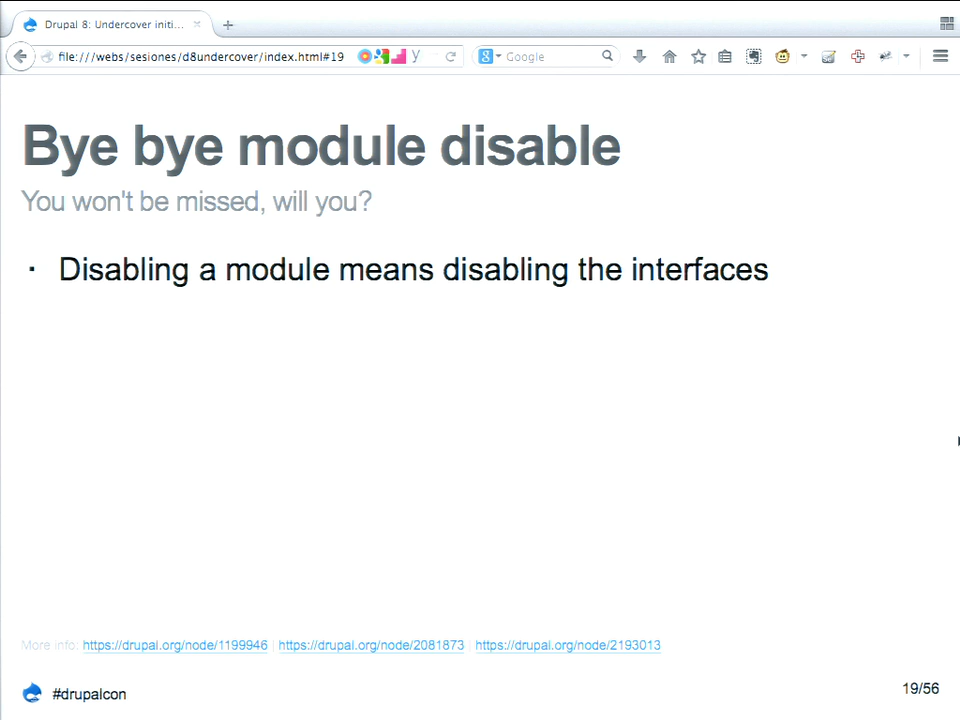 Drupal 8: Undercover initi...
file:///webs/sesiones/d8undercover/index.html#19
Google
Bye bye module disable
You won't be missed, will you?
· Disabling a module means disabling the interfaces
More info: https://drupal.org/node/1199946 | https://drupal.org/node/2081873 | https://drupal.org/node/2193013
#drupalcon
19/56